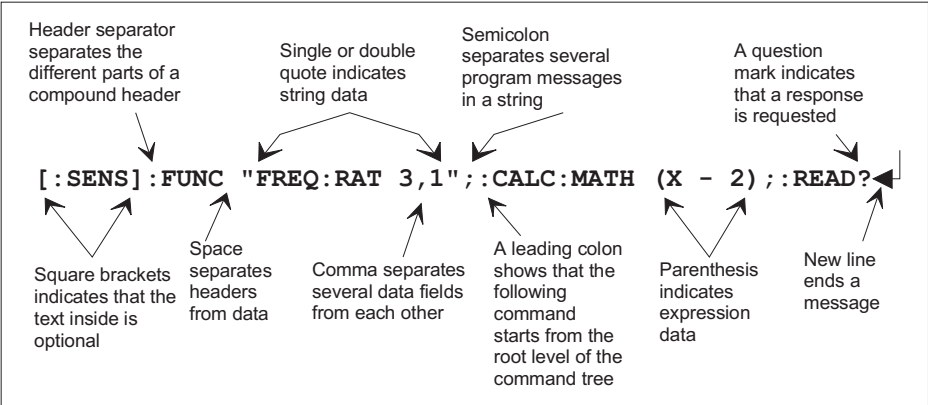 Header separator
separates the
different parts of a
compound header
Single or double
quote indicates
string data
Semicolon
separates several
program messages
in a string
A question
mark indicates
that a response
is requested
[:SENS]:FUNC "FREQ:RAT 3,1";:CALC:MATH (X - 2);:READ?
Square brackets
indicates that the
text inside is
optional
Space
separates
headers
from data
Comma separates
several data fields
from each other
A leading colon
shows that the
following
command
starts from the
root level of the
command tree
Parenthesis
indicates
expression
data
New line
ends a
message